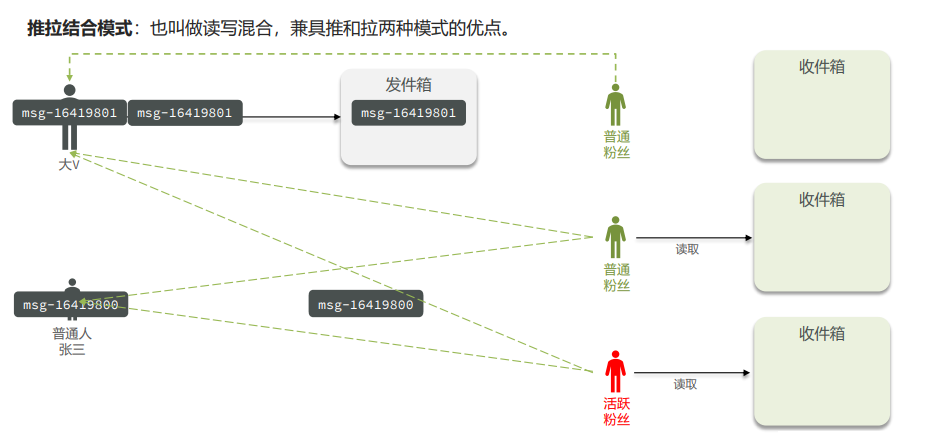 推拉结合模式：也叫做读写混合，兼具推和拉两种模式的优点。
发件箱
收件箱
msg-16419801
msg-16419801
msg-16419801
普通
粉丝
大V
收件箱
普通
粉丝
读取
msg-16419800
msg-16419800
普通人
张三
收件箱
活跃
粉丝
读取